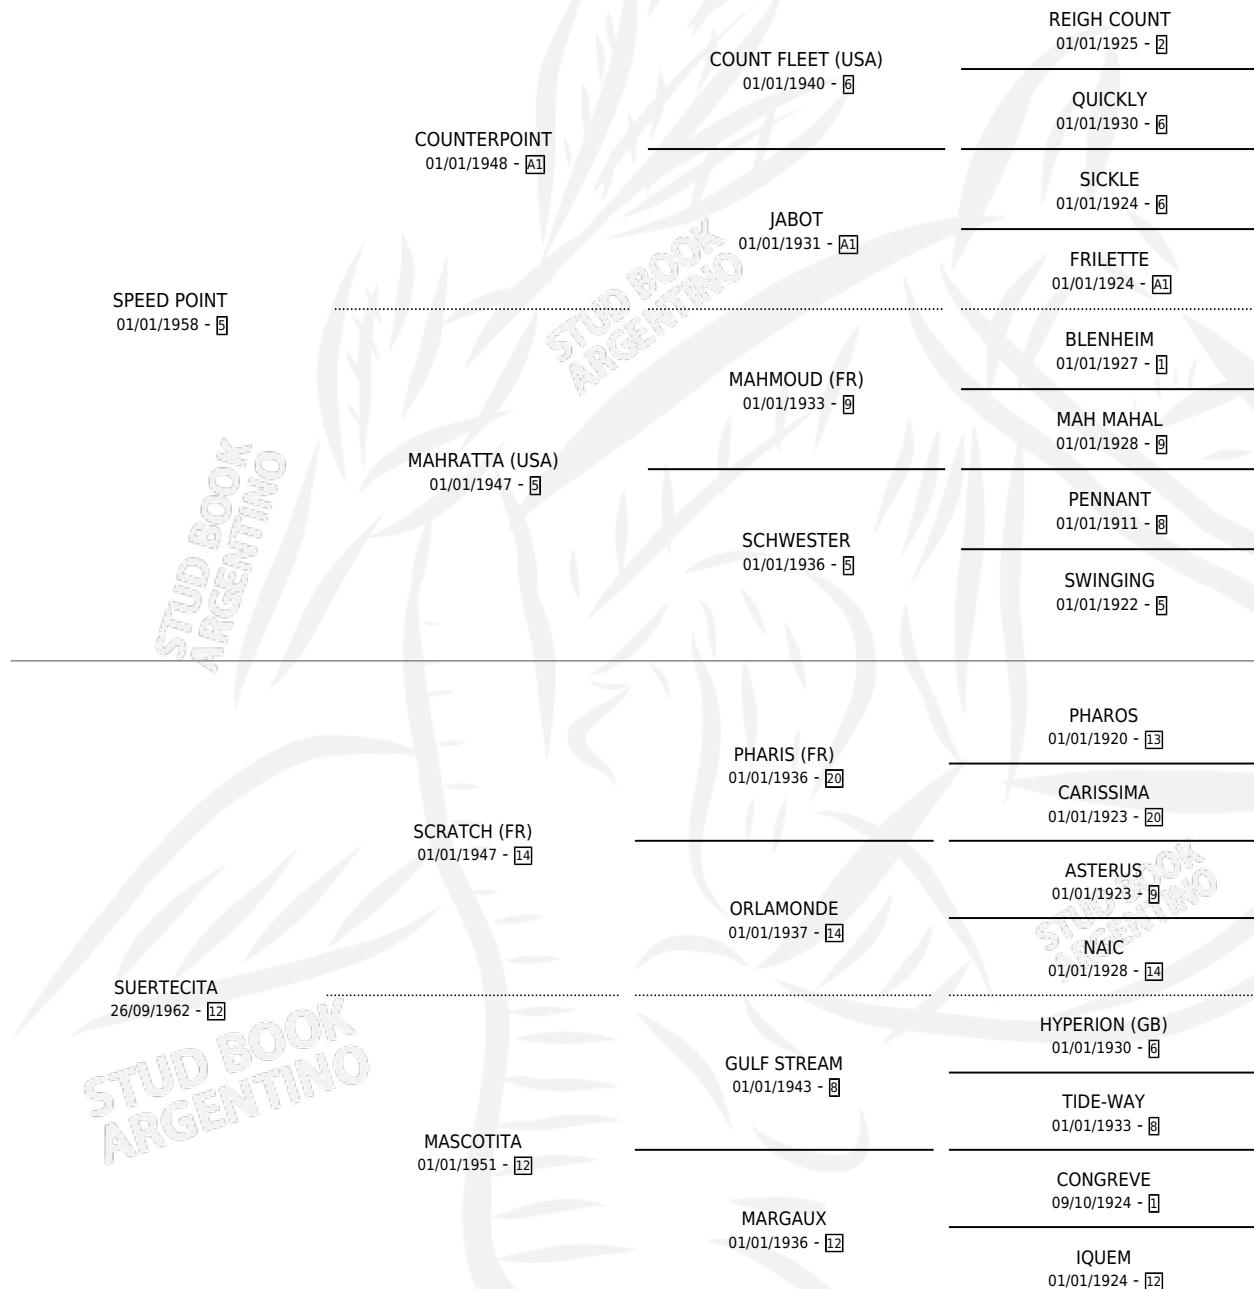 REIGH COUNT
01/01/1925 - 2
COUNT FLEET (USA)
01/01/1940 - 6
QUICKLY
01/01/1930 - 6
COUNTERPOINT
01/01/1948 - A1
SICKLE
01/01/1924 - 6
JABOT
01/01/1931 - A1
FRILETTE
01/01/1924 - A1
SPEED POINT
01/01/1958 - 5
BLENHEIM
01/01/1927 - 1
MAHMOUD (FR)
01/01/1933 - 9
MAH MAHAL
01/01/1928 - 9
MAHRATTA (USA)
01/01/1947 - 5
PENNANT
01/01/1911 - 8
SCHWESTER
01/01/1936 - 5
SWINGING
01/01/1922 - 5
PHAROS
01/01/1920 - 13
PHARIS (FR)
01/01/1936 - 20
CARISSIMA
01/01/1923 - 20
SCRATCH (FR)
01/01/1947 - 14
ASTERUS
01/01/1923 - 9
ORLAMONDE
01/01/1937 - 14
NAIC
01/01/1928 - 14
SUERTECITA
26/09/1962 - 12
HYPERION (GB)
01/01/1930 - 6
GULF STREAM
01/01/1943 - 8
TIDE-WAY
01/01/1933 - 8
MASCOTITA
01/01/1951 - 12
CONGREVE
09/10/1924 - 1
MARGAUX
01/01/1936 - 12
IQUEM
01/01/1924 - 12
STUD BOOK
ARGENTINO
STUD BOOK
ARGENTINO
STUD BOOK
ARGENTINO
STUD BOOK
ARGENTINO